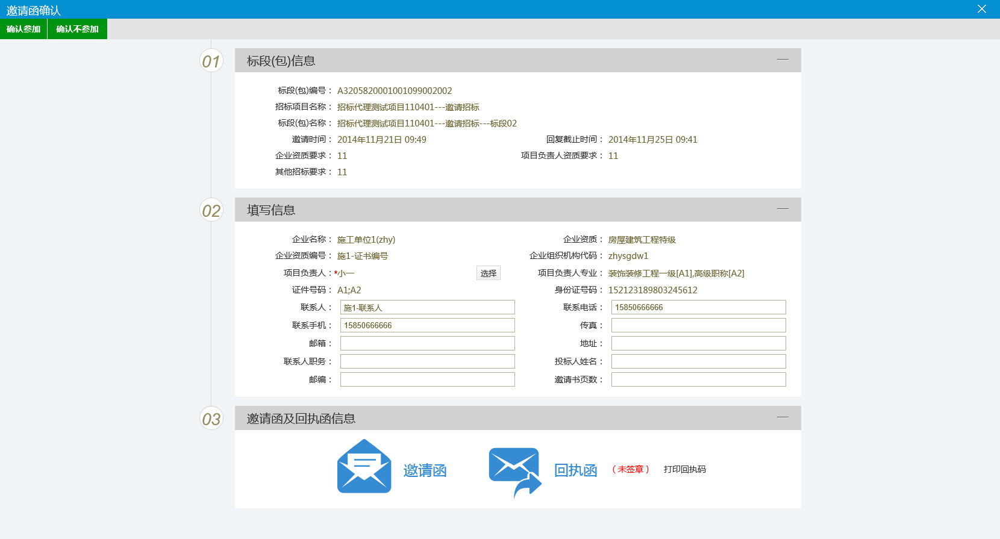 邀请函确认
确认参加 确认不参加
01 标段(包)信息
标段(包)编号： A3205820001001099002002
招标项目名称： 招标代理测试项目110401---邀请招标
标段(包)名称： 招标代理测试项目110401---邀请招标---标段02
邀请时间： 2014年11月21日 09:49 回复截止时间： 2014年11月25日 09:41
企业资质要求： 11 项目负责人资质要求： 11
其他招标要求： 11
02 填写信息
企业名称： 施工单位1(zhy) 企业资质： 房屋建筑工程特级
企业资质编号： 施1-证书编号 企业组织机构代码： zhysgdw1
项目负责人：*小一 选择 项目负责人专业： 装饰装修工程一级[A1],高级职称[A2]
证件号码： A1;A2 身份证号码： 152123189803245612
联系人： 施1-联系人 联系电话： 15850666666
联系手机： 15850666666 传真：
邮箱： 地址：
联系人职务： 投标人姓名：
邮编： 邀请书页数：
03 邀请函及回执函信息
邀请函 回执函 （未签章） 打印回执码